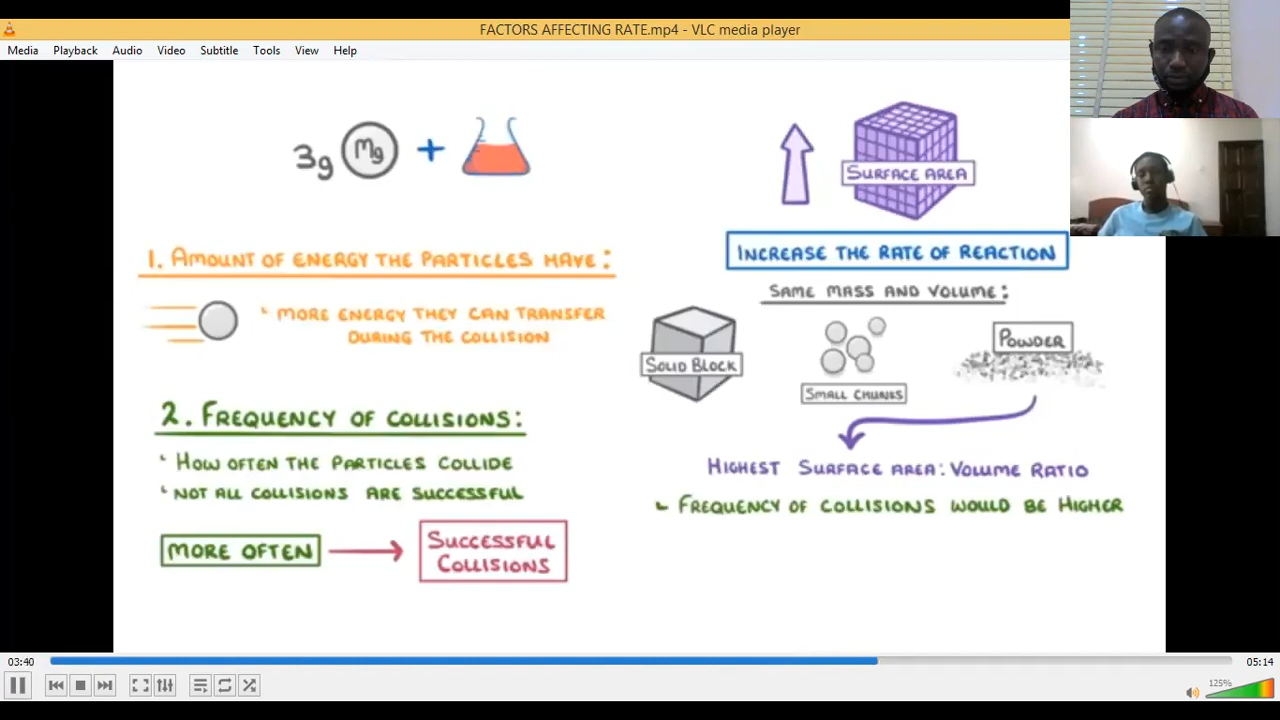 FACTORS AFFECTING RATE.mp4 - VLC media player
Media Playback Audio Video Subtitle Tools View Help
3g Mg +
1. AMOUNT OF ENERGY THE PARTICLES HAVE:
MORE ENERGY THEY CAN TRANSFER
DURING THE COLLISION
2. FREQUENCY OF COLLISIONS:
HOW OFTEN THE PARTICLES COLLIDE
NOT ALL COLLISIONS ARE SUCCESSFUL
MORE OFTEN
SUCCESSFUL
COLLISIONS
SURFACE AREA
INCREASE THE RATE OF REACTION
SAME MASS AND VOLUME:
SOLID BLOCK
SMALL CHUNKS
POWDER
HIGHEST SURFACE AREA: VOLUME RATIO
FREQUENCY OF COLLISIONS WOULD BE HIGHER
03:40
05:14
125%